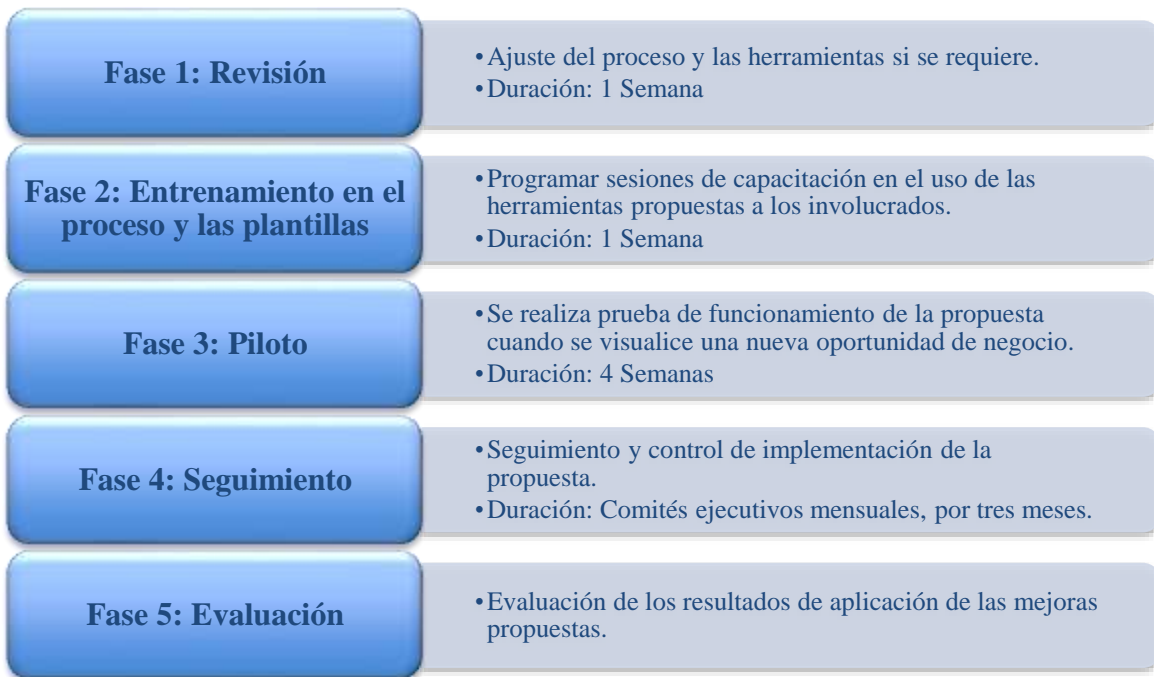 Fase 1: Revisión
•Ajuste del proceso y las herramientas si se requiere.
•Duración: 1 Semana
Fase 2: Entrenamiento en el
proceso y las plantillas
•Programar sesiones de capacitación en el uso de las
herramientas propuestas a los involucrados.
•Duración: 1 Semana
Fase 3: Piloto
•Se realiza prueba de funcionamiento de la propuesta
cuando se visualice una nueva oportunidad de negocio.
•Duración: 4 Semanas
Fase 4: Seguimiento
•Seguimiento y control de implementación de la
propuesta.
•Duración: Comités ejecutivos mensuales, por tres meses.
Fase 5: Evaluación
•Evaluación de los resultados de aplicación de las mejoras
propuestas.